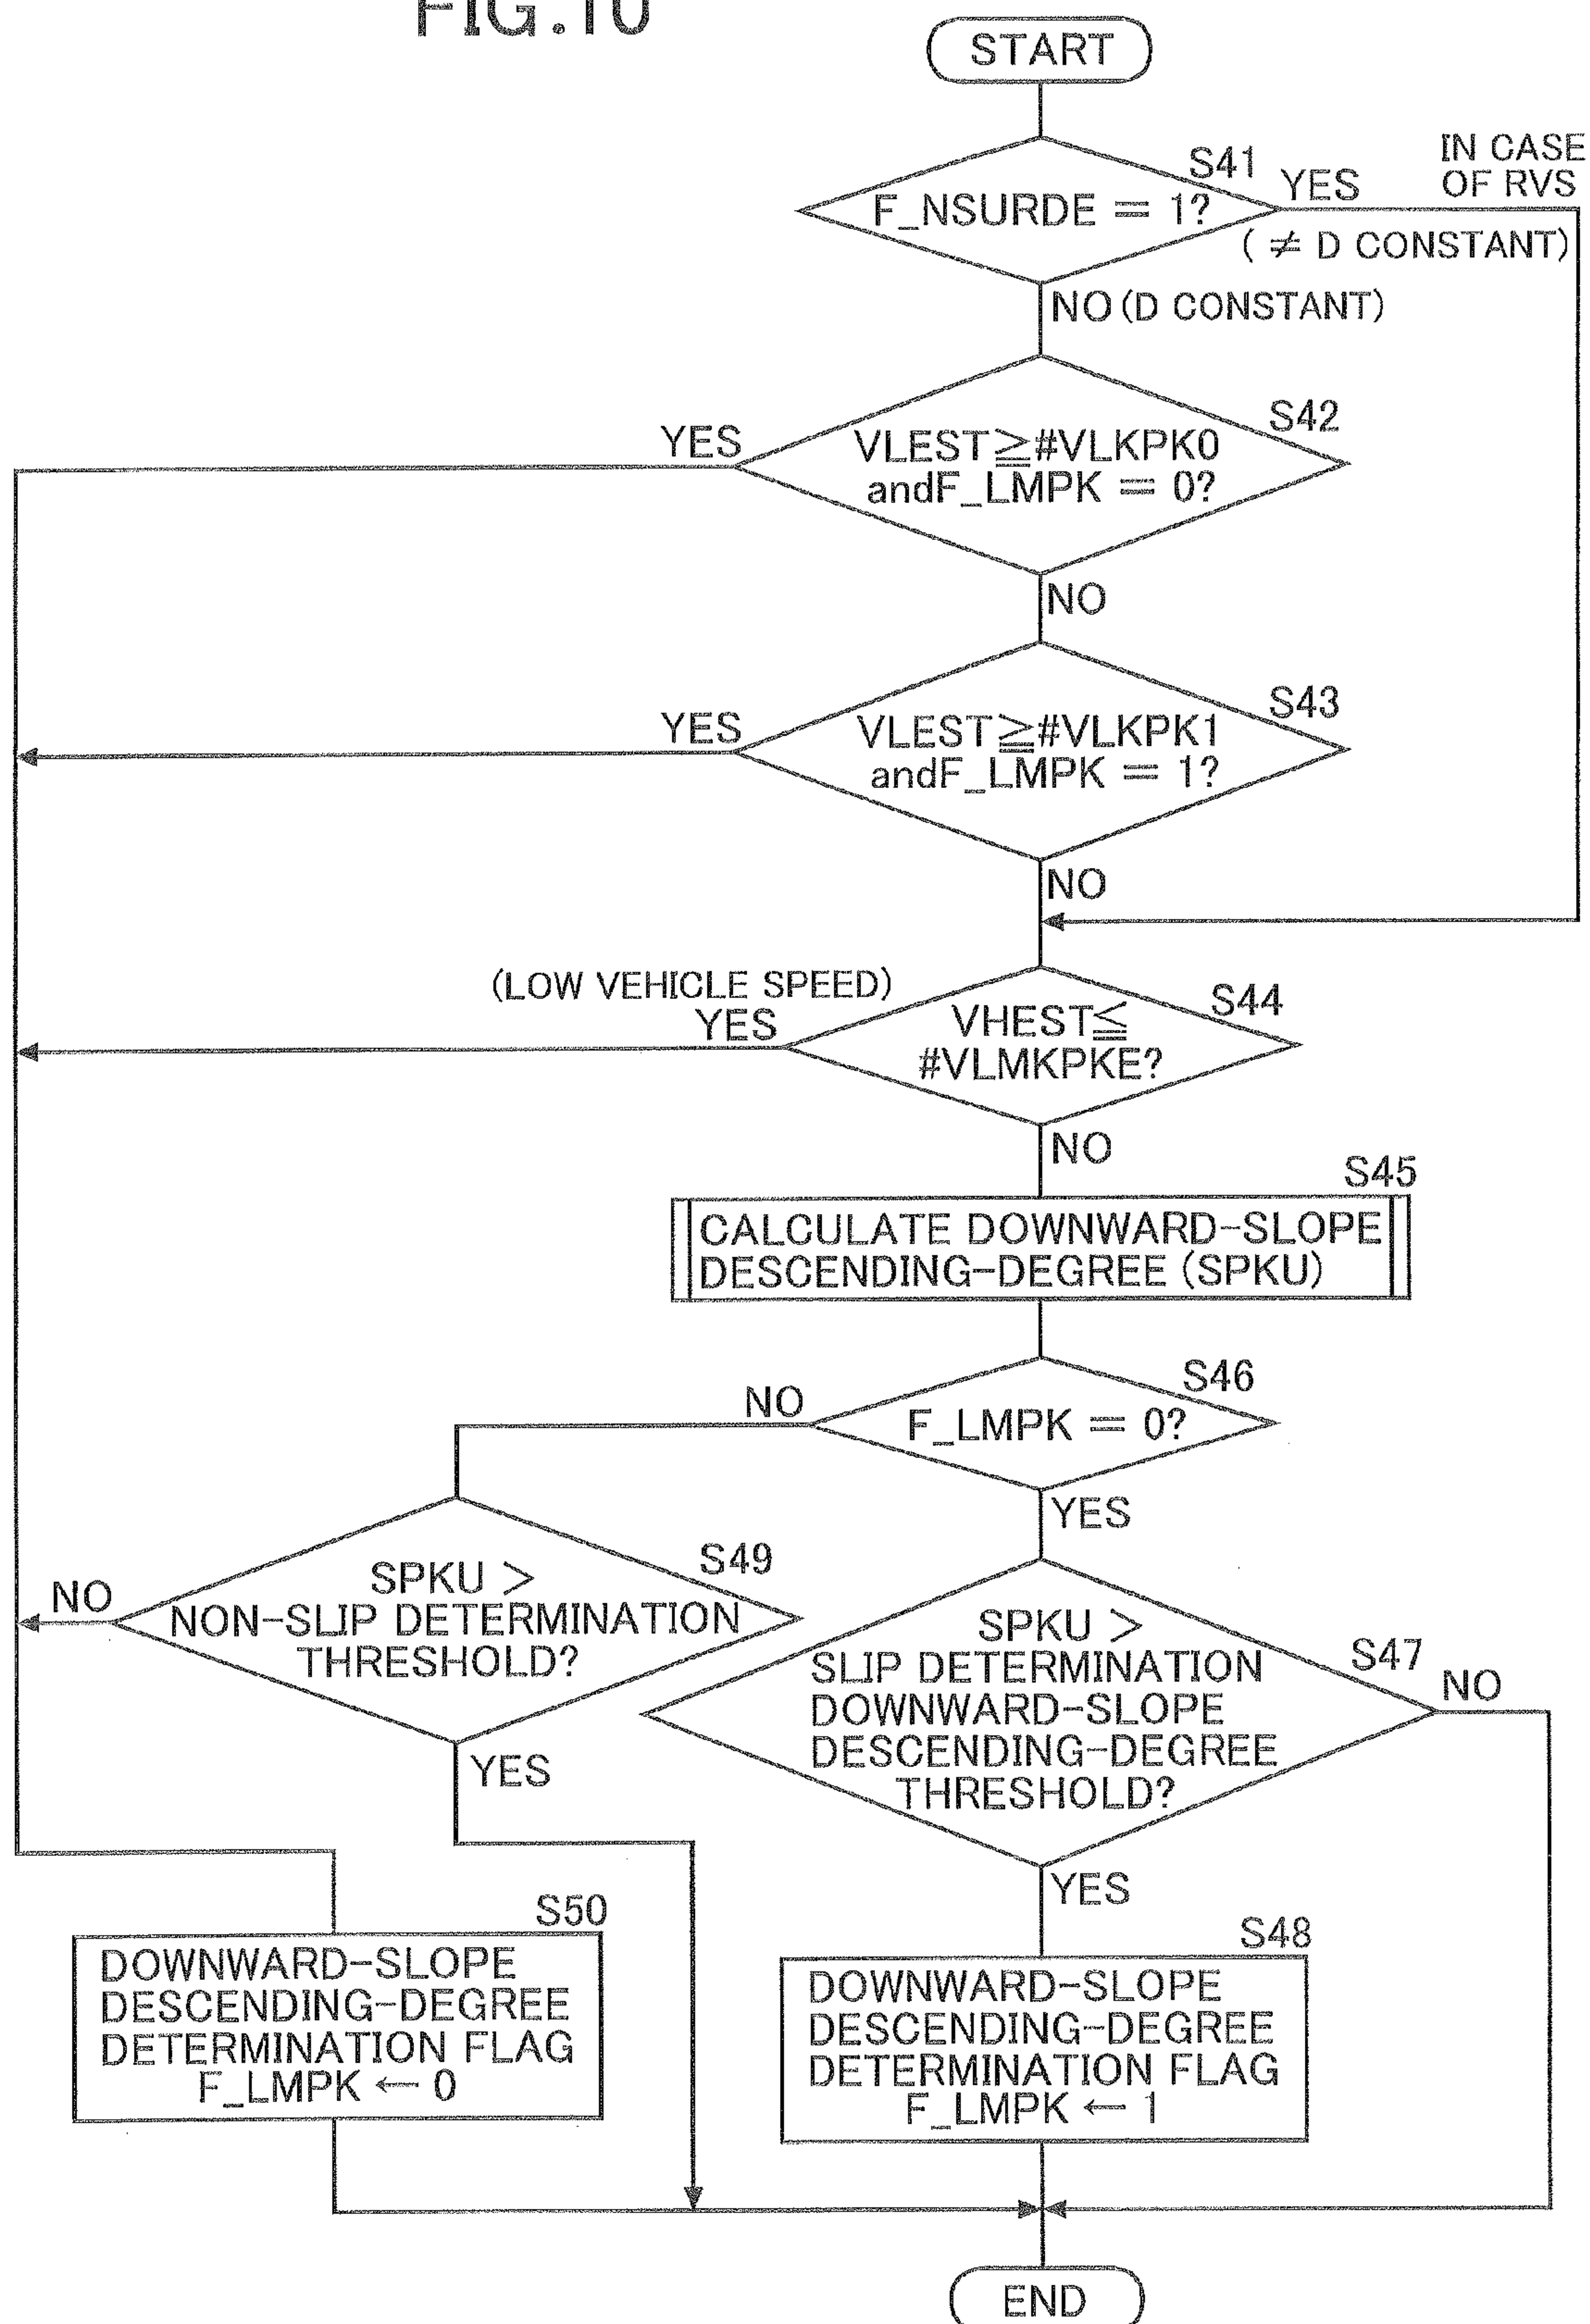 FIG.10
START
S41
F_NSURDE = 1?
YES
IN CASE
OF RVS
( ≠ D CONSTANT)
NO (D CONSTANT)
S42
YES
VLEST≧#VLKPK0
andF_LMPK = 0?
NO
S43
YES
VLEST≧#VLKPK1
andF_LMPK = 1?
NO
(LOW VEHICLE SPEED)
YES
S44
VHEST≦
#VLMKPKE?
NO
S45
CALCULATE DOWNWARD-SLOPE
DESCENDING-DEGREE (SPKU)
S46
NO
F_LMPK = 0?
YES
S49
NO
SPKU >
NON-SLIP DETERMINATION
THRESHOLD?
YES
S47
SPKU >
SLIP DETERMINATION
DOWNWARD-SLOPE
DESCENDING-DEGREE
THRESHOLD?
NO
YES
S50
DOWNWARD-SLOPE
DESCENDING-DEGREE
DETERMINATION FLAG
F_LMPK ← 0
S48
DOWNWARD-SLOPE
DESCENDING-DEGREE
DETERMINATION FLAG
F_LMPK ← 1
END